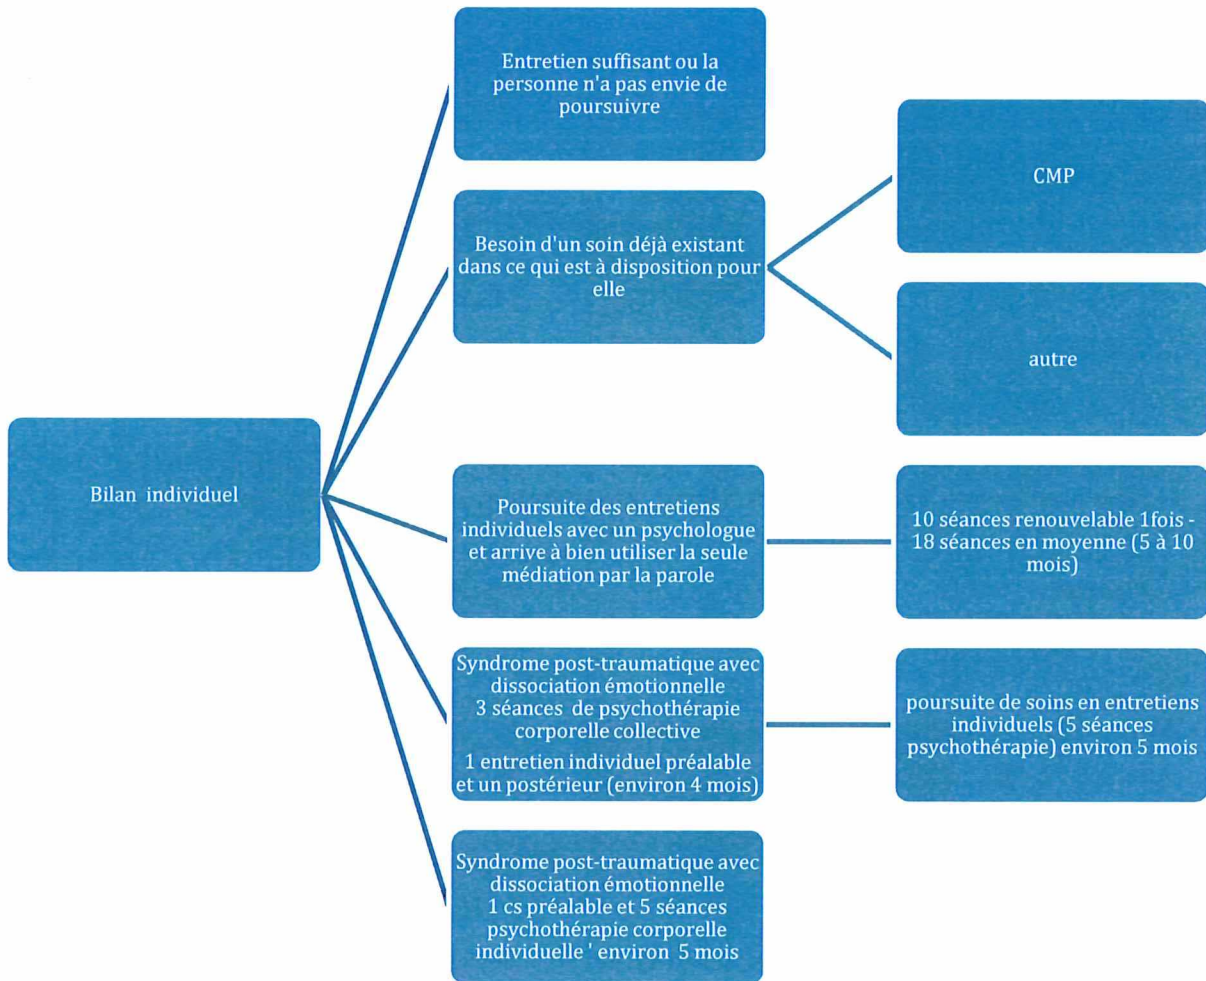 Entretien suffisant ou la
personne n'a pas envie de
poursuivre
CMP
Besoin d'un soin déjà existant
dans ce qui est à disposition pour
elle
autre
Bilan individuel
Poursuite des entretiens
individuels avec un psychologue
et arrive à bien utiliser la seule
médiation par la parole
10 séances renouvelable 1fois -
18 séances en moyenne (5 à 10
mois)
Syndrome post-traumatique avec
dissociation émotionnelle
3 séances de psychothérapie
corporelle collective
1 entretien individuel préalable
et un postérieur (environ 4 mois)
poursuite de soins en entretiens
individuels (5 séances
psychothérapie) environ 5 mois
Syndrome post-traumatique avec
dissociation émotionnelle
1 cs préalable et 5 séances
psychothérapie corporelle
individuelle ' environ 5 mois